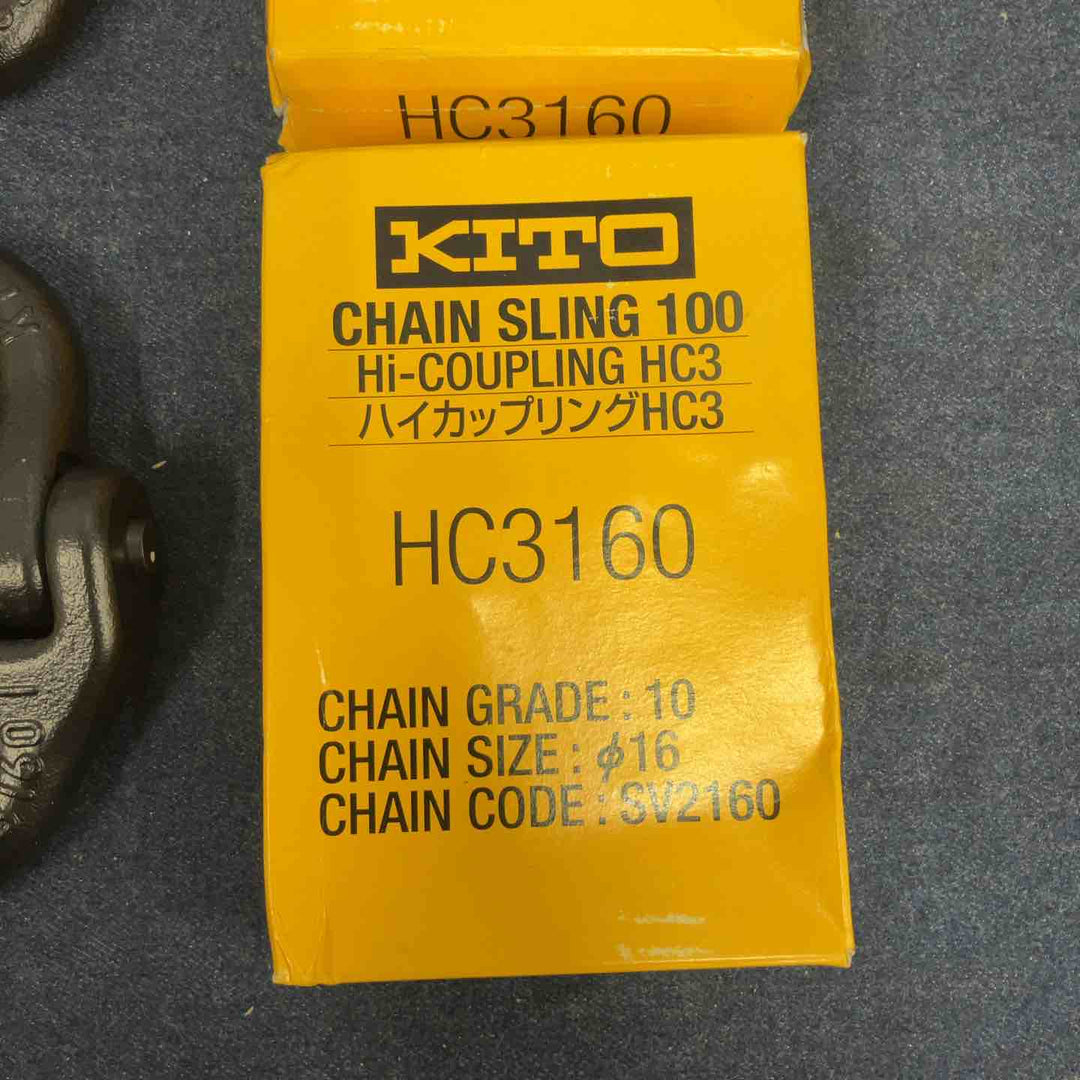 HC3160
KITO
CHAIN SLING 100
Hi-COUPLING HC3
ハイカップリングHC3
HC3160
CHAIN GRADE : 10
CHAIN SIZE : φ16
CHAIN CODE : SV2160